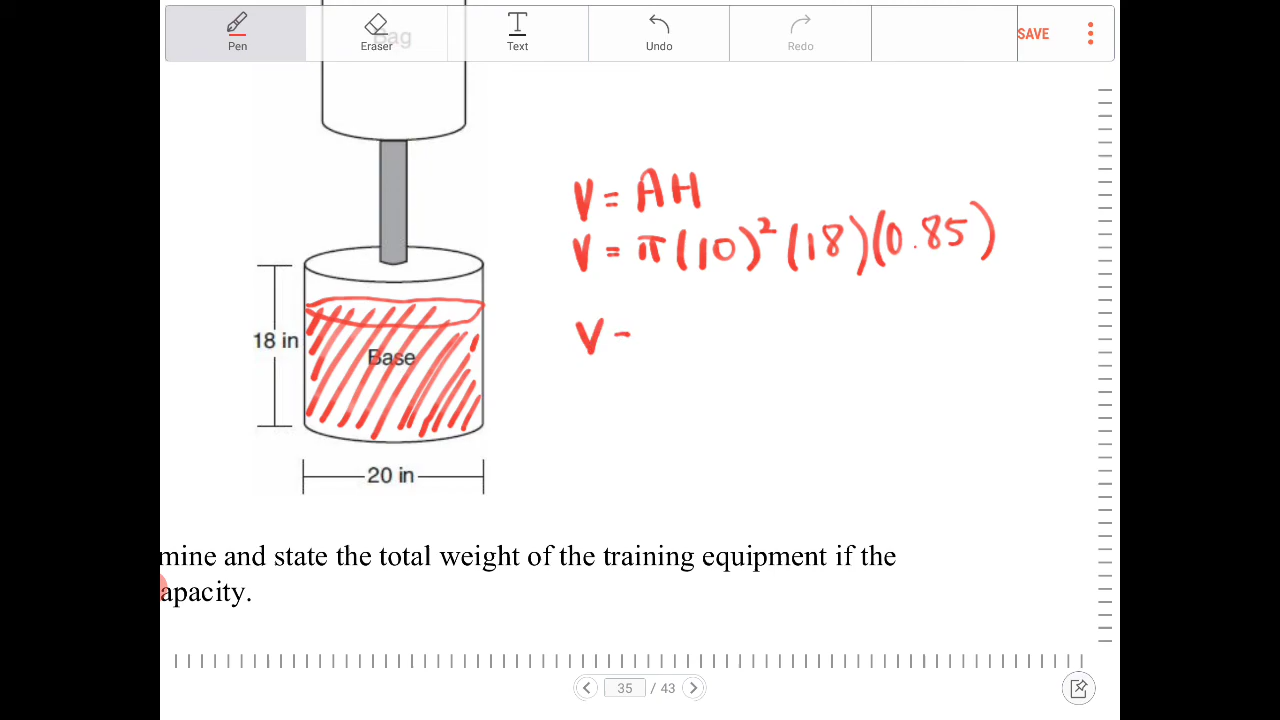 Pen
Eraser
Text
Undo
Redo
SAVE
Bag
V = AH
V = π(10)²(18)(0.85)
V -
18 in
Base
20 in
mine and state the total weight of the training equipment if the
apacity.
35 / 43